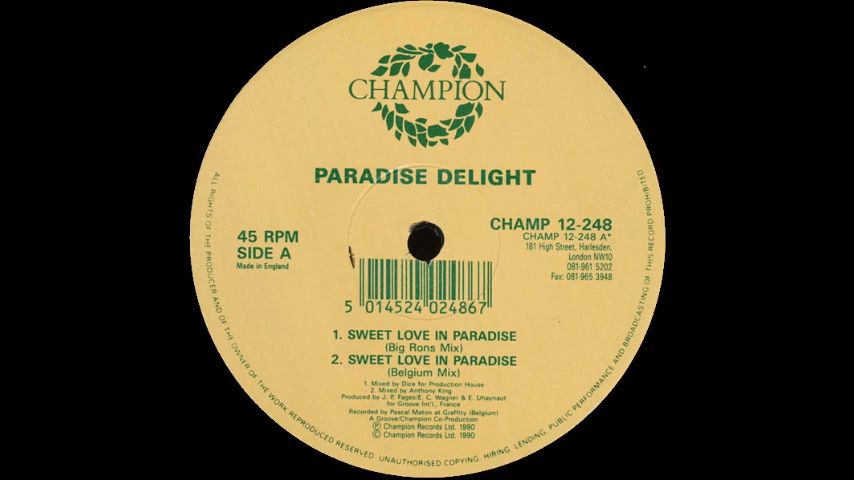 CHAMPION
PARADISE DELIGHT
45 RPM
SIDE A
Made in England
CHAMP 12-248
CHAMP 12-248 A*
181 High Street, Harlesden,
London NW10
081-961 5202
Fax: 081-965 3948
5 014524 024867
1. SWEET LOVE IN PARADISE
(Big Rons Mix)
2. SWEET LOVE IN PARADISE
(Belgium Mix)
1. Mixed by Dice for Production House
2. Mixed by Anthony King
Produced by J. P. Fages/E. C. Wagner & E. Uhaynaut
for Groove Int'l., France
Recorded by Pascal Maton at Graffity (Belgium)
A Groove/Champion Co-Production
Ⓟ Champion Records Ltd. 1990
© Champion Records Ltd. 1990
ALL RIGHTS OF THE PRODUCER AND OF THE OWNER OF THE WORK REPRODUCED RESERVED. UNAUTHORISED COPYING, HIRING, LENDING, PUBLIC PERFORMANCE AND BROADCASTING OF THIS RECORD PROHIBITED